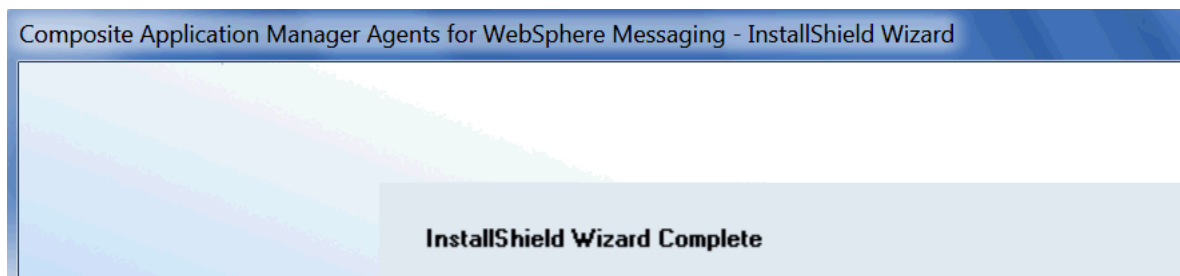 Composite Application Manager Agents for WebSphere Messaging - InstallShield Wizard
InstallShield Wizard Complete